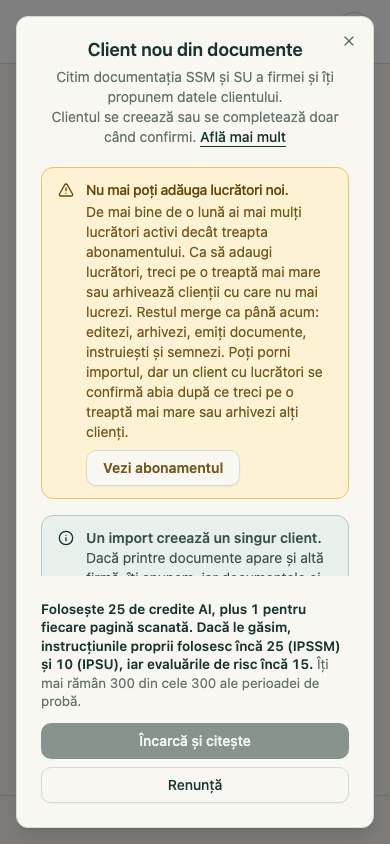 Client nou din documente
Citim documentația SSM și SU a firmei și îți
propunem datele clientului.
Clientul se creează sau se completează doar
când confirmi. Află mai mult
Nu mai poți adăuga lucrători noi.
De mai bine de o lună ai mai mulți
lucrători activi decât treapta
abonamentului. Ca să adaugi
lucrători, treci pe o treaptă mai mare
sau arhivează clienții cu care nu mai
lucrezi. Restul merge ca până acum:
editezi, arhivezi, emiți documente,
instruiești și semnezi. Poți porni
importul, dar un client cu lucrători se
confirmă abia după ce treci pe o
treaptă mai mare sau arhivezi alți
clienți.
Vezi abonamentul
Un import creează un singur client.
Dacă printre documente apare și altă
Folosește 25 de credite AI, plus 1 pentru
fiecare pagină scanată. Dacă le găsim,
instrucțiunile proprii folosesc încă 25 (IPSSM)
și 10 (IPSU), iar evaluările de risc încă 15. Îți
mai rămân 300 din cele 300 ale perioadei de
probă.
Încarcă și citește
Renunță